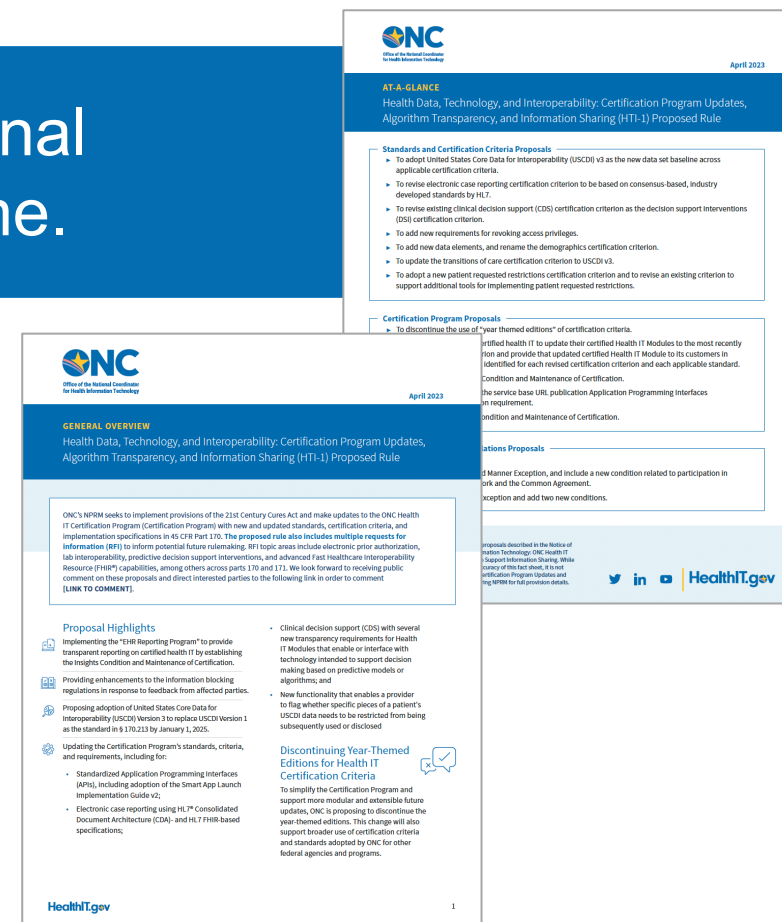 nal
ne.
ONC
Office of the National Coordinator
for Health Information Technology
April 2023
AT-A-GLANCE
Health Data, Technology, and Interoperability: Certification Program Updates,
Algorithm Transparency, and Information Sharing (HTI-1) Proposed Rule
Standards and Certification Criteria Proposals
► To adopt United States Core Data for Interoperability (USCDI) v3 as the new data set baseline across
applicable certification criteria.
► To revise electronic case reporting certification criterion to be based on consensus-based, industry
developed standards by HL7.
► To revise existing clinical decision support (CDS) certification criterion as the decision support interventions
(DSI) certification criterion.
► To add new requirements for revoking access privileges.
► To add new data elements, and rename the demographics certification criterion.
► To update the transitions of care certification criterion to USCDI v3.
► To adopt a new patient requested restrictions certification criterion and to revise an existing criterion to
support additional tools for implementing patient requested restrictions.
Certification Program Proposals
► To discontinue the use of "year themed editions" of certification criteria.
ertified health IT to update their certified Health IT Modules to the most recently
rion and provide that updated certified Health IT Module to its customers in
identified for each revised certification criterion and each applicable standard.
Condition and Maintenance of Certification.
the service base URL publication Application Programming Interfaces
on requirement.
ondition and Maintenance of Certification.
lations Proposals
d Manner Exception, and include a new condition related to participation in
ork and the Common Agreement.
xception and add two new conditions.
proposals described in the Notice of
mation Technology: ONC Health IT
Support Information Sharing. While
curacy of this fact sheet, it is not
ertification Program Updates and
ring NPRM for full provision details.
HealthIT.gov
ONC
Office of the National Coordinator
for Health Information Technology
April 2023
GENERAL OVERVIEW
Health Data, Technology, and Interoperability: Certification Program Updates,
Algorithm Transparency, and Information Sharing (HTI-1) Proposed Rule
ONC's NPRM seeks to implement provisions of the 21st Century Cures Act and make updates to the ONC Health
IT Certification Program (Certification Program) with new and updated standards, certification criteria, and
implementation specifications in 45 CFR Part 170. The proposed rule also includes multiple requests for
information (RFI) to inform potential future rulemaking. RFI topic areas include electronic prior authorization,
lab interoperability, predictive decision support interventions, and advanced Fast Healthcare Interoperability
Resource (FHIR®) capabilities, among others across parts 170 and 171. We look forward to receiving public
comment on these proposals and direct interested parties to the following link in order to comment
[LINK TO COMMENT].
Proposal Highlights
Implementing the "EHR Reporting Program" to provide
transparent reporting on certified health IT by establishing
the Insights Condition and Maintenance of Certification.
Providing enhancements to the information blocking
regulations in response to feedback from affected parties.
Proposing adoption of United States Core Data for
Interoperability (USCDI) Version 3 to replace USCDI Version 1
as the standard in § 170.213 by January 1, 2025.
Updating the Certification Program's standards, criteria,
and requirements, including for:
• Standardized Application Programming Interfaces
(APIs), including adoption of the Smart App Launch
Implementation Guide v2;
• Electronic case reporting using HL7® Consolidated
Document Architecture (CDA)- and HL7 FHIR-based
specifications;
• Clinical decision support (CDS) with several
new transparency requirements for Health
IT Modules that enable or interface with
technology intended to support decision
making based on predictive models or
algorithms; and
• New functionality that enables a provider
to flag whether specific pieces of a patient's
USCDI data needs to be restricted from being
subsequently used or disclosed
Discontinuing Year-Themed
Editions for Health IT
Certification Criteria
To simplify the Certification Program and
support more modular and extensible future
updates, ONC is proposing to discontinue the
year-themed editions. This change will also
support broader use of certification criteria
and standards adopted by ONC for other
federal agencies and programs.
HealthIT.gov
1